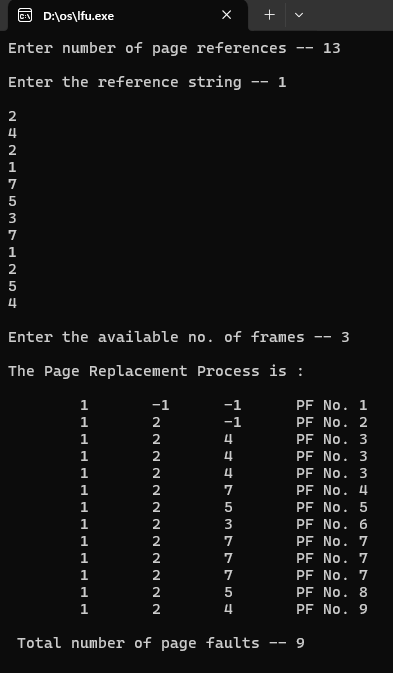 D:\os\lfu.exe
Enter number of page references -- 13
Enter the reference string -- 1
2
4
2
1
7
5
3
7
1
2
5
4
Enter the available no. of frames -- 3
The Page Replacement Process is :
1 -1 -1 PF No. 1
1 2 -1 PF No. 2
1 2 4 PF No. 3
1 2 4 PF No. 3
1 2 4 PF No. 3
1 2 7 PF No. 4
1 2 5 PF No. 5
1 2 3 PF No. 6
1 2 7 PF No. 7
1 2 7 PF No. 7
1 2 7 PF No. 7
1 2 5 PF No. 8
1 2 4 PF No. 9
Total number of page faults -- 9